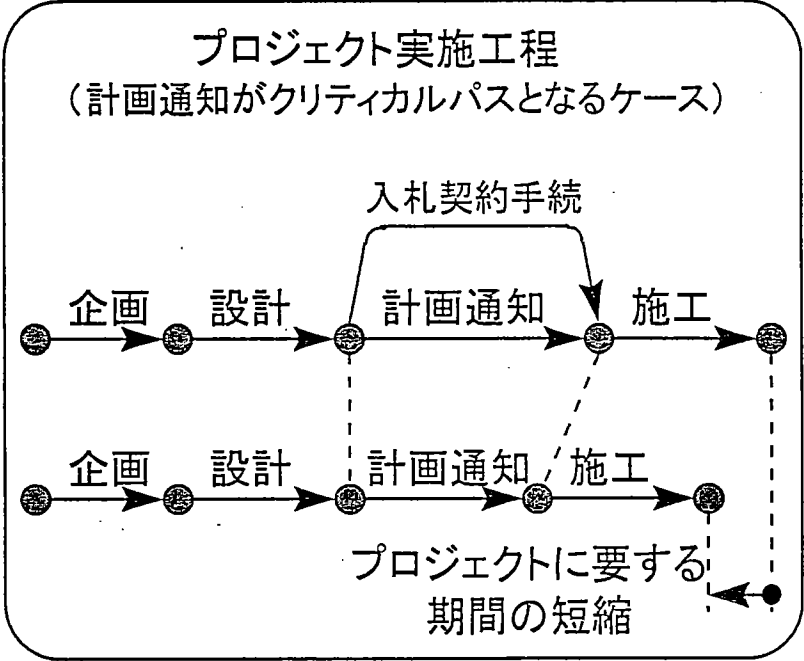 プロジェクト実施工程
（計画通知がクリティカルパスとなるケース）
入札契約手続
企画 設計 計画通知 施工
企画 設計 計画通知 施工
プロジェクトに要する
期間の短縮